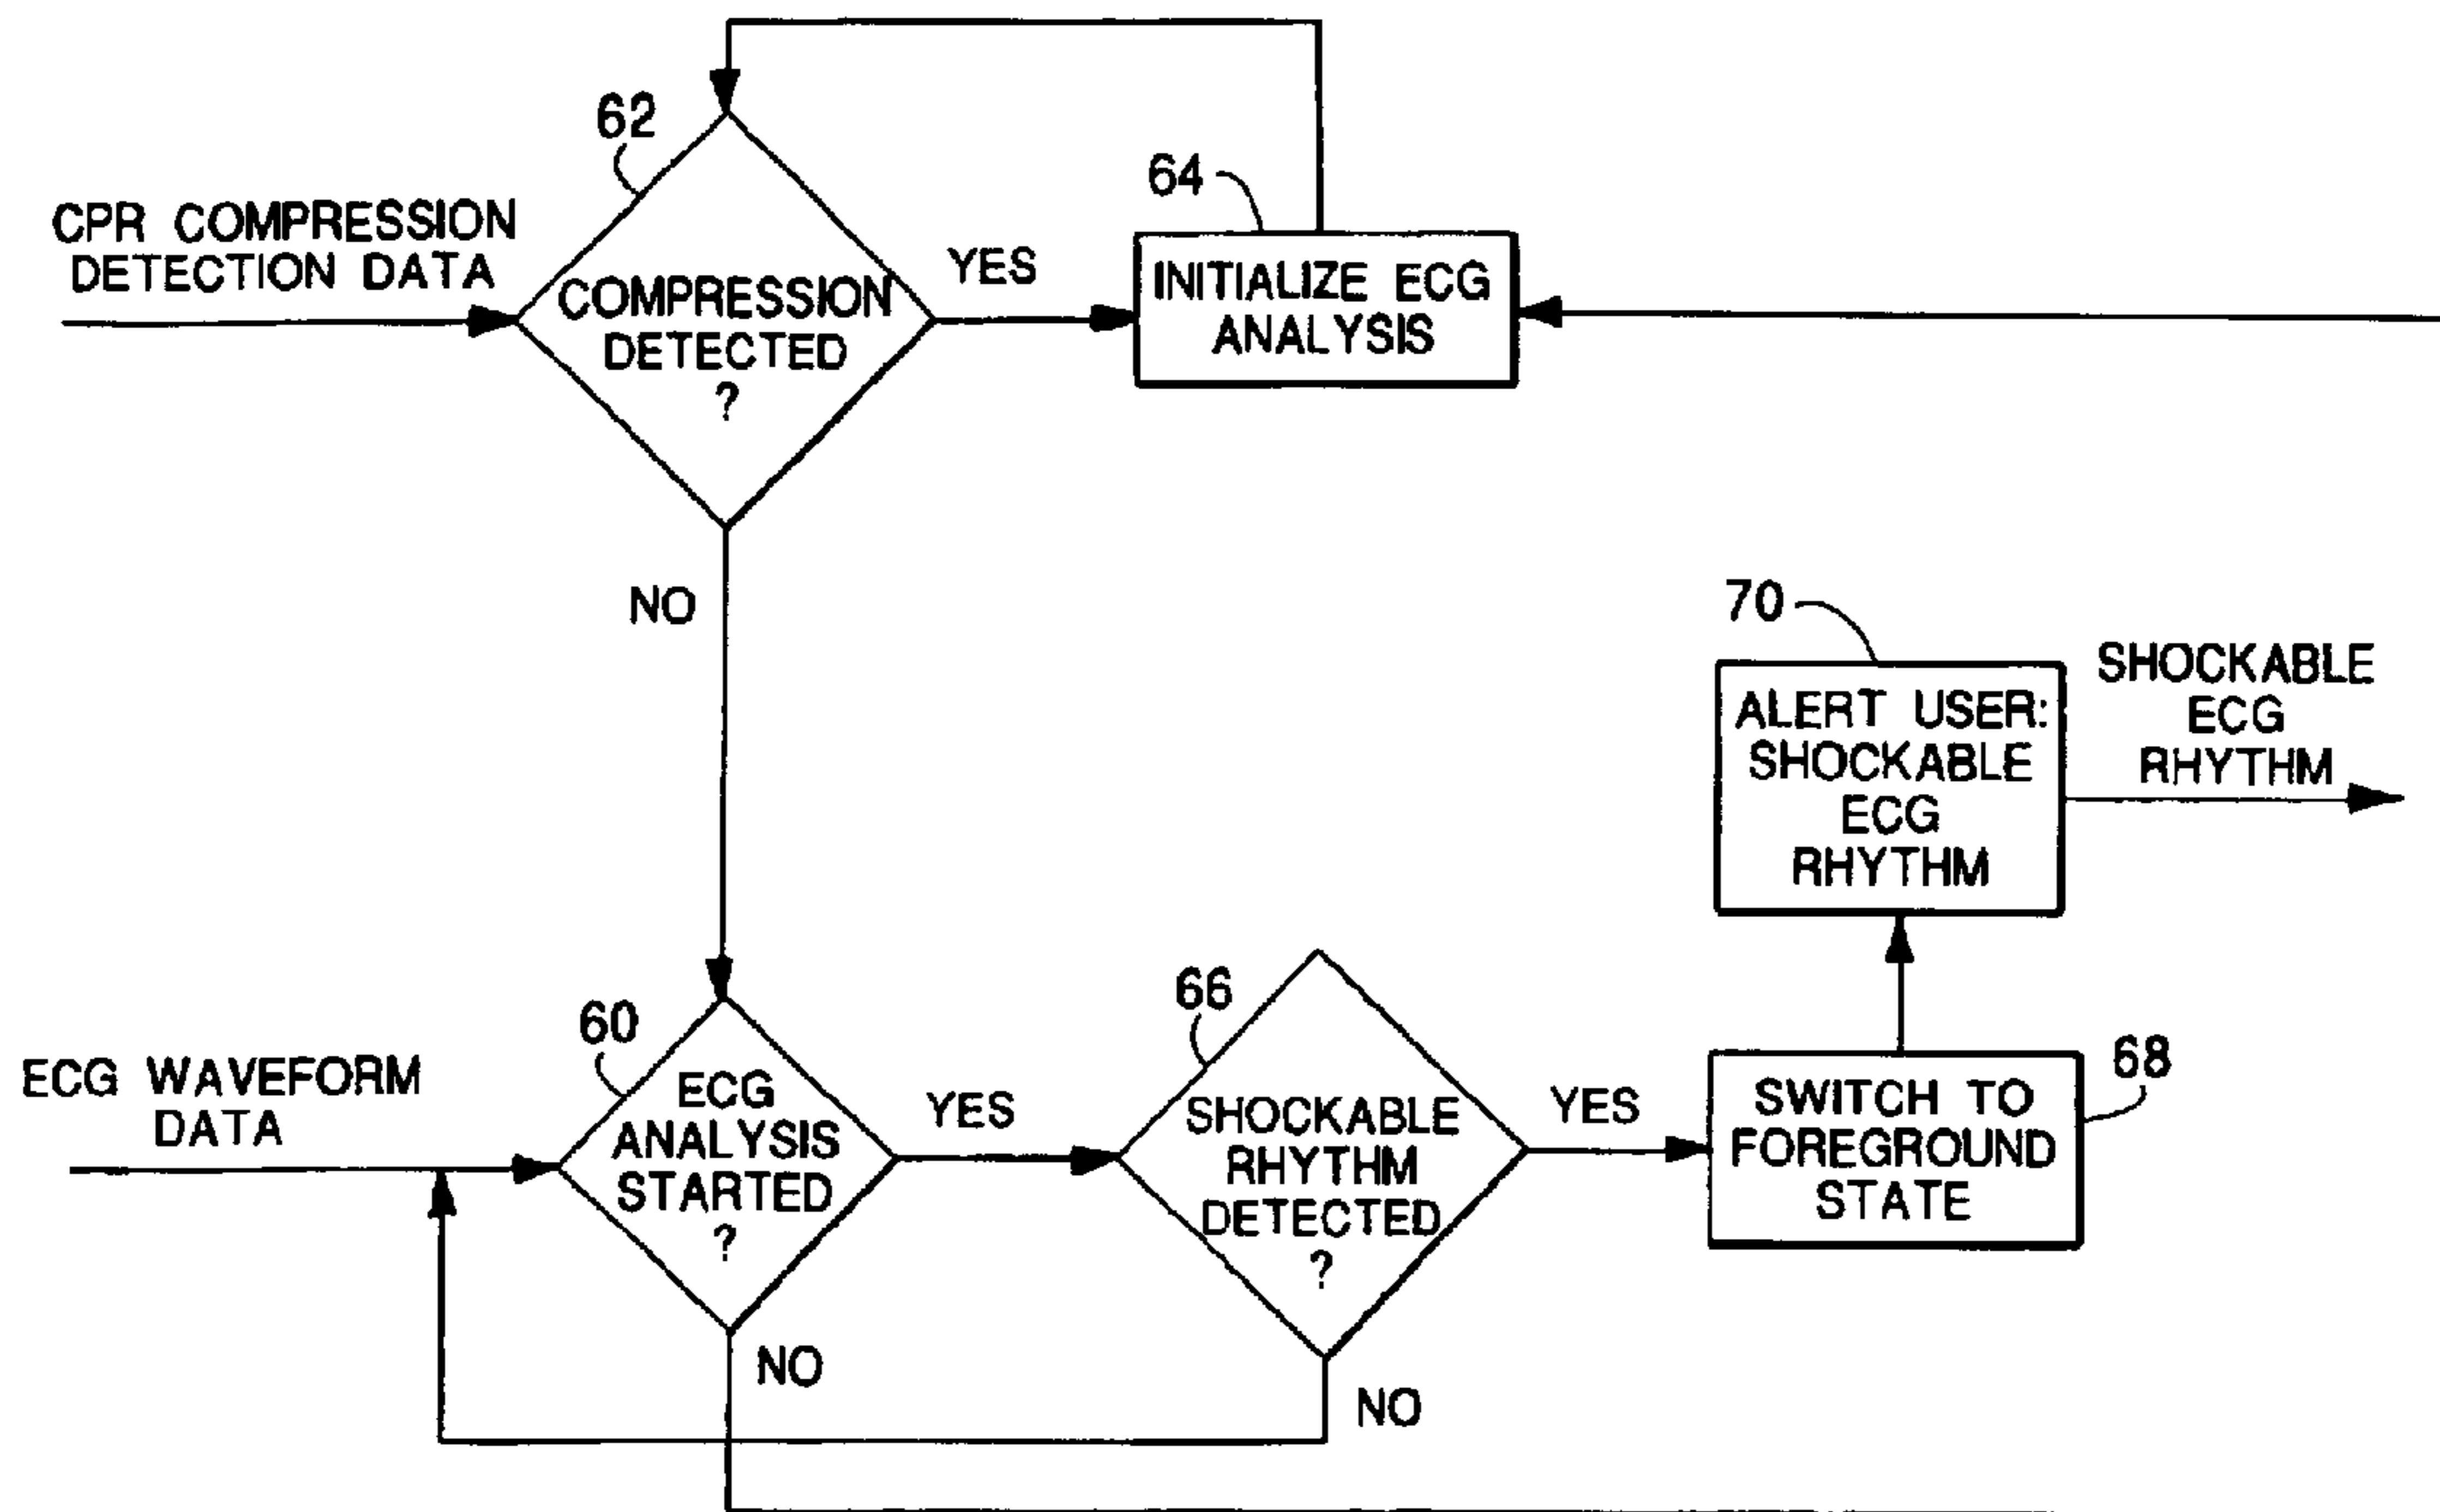 62
CPR COMPRESSION
DETECTION DATA
COMPRESSION
DETECTED
?
YES
64
INITIALIZE ECG
ANALYSIS
NO
70
ALERT USER:
SHOCKABLE
ECG
RHYTHM
SHOCKABLE
ECG
RHYTHM
ECG WAVEFORM
DATA
60
ECG
ANALYSIS
STARTED
?
YES
NO
66
SHOCKABLE
RHYTHM
DETECTED
?
YES
NO
68
SWITCH TO
FOREGROUND
STATE